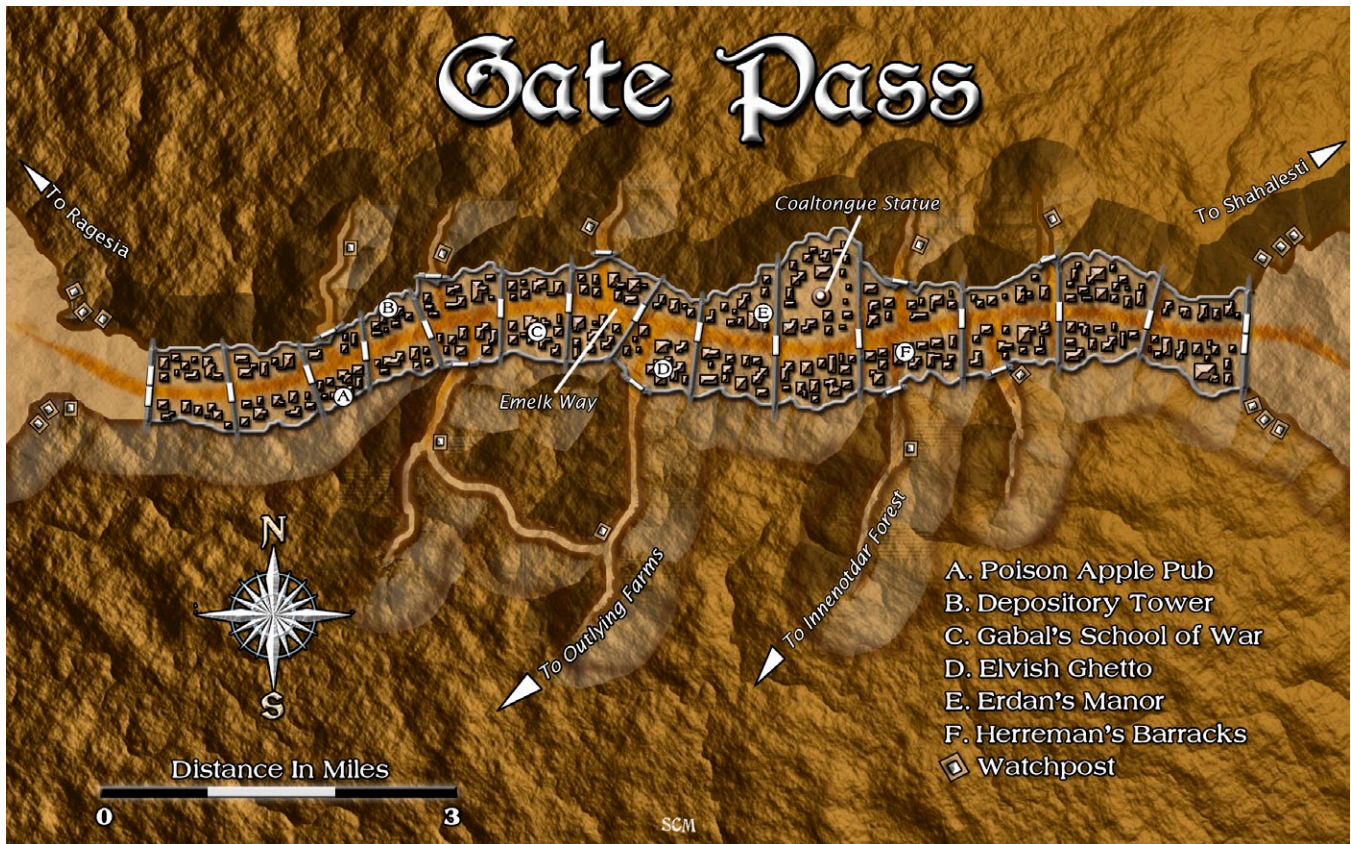 Gate Pass
To Ragesia
Coaltongue Statue
To Shahalesti
B
E
C
F
D
A
Emelk Way
N
S
To Outlying Farms
To Innenotdar Forest
A. Poison Apple Pub
B. Depository Tower
C. Gabal's School of War
D. Elvish Ghetto
E. Erdan's Manor
F. Herreman's Barracks
Watchpost
Distance In Miles
0 3
SCM